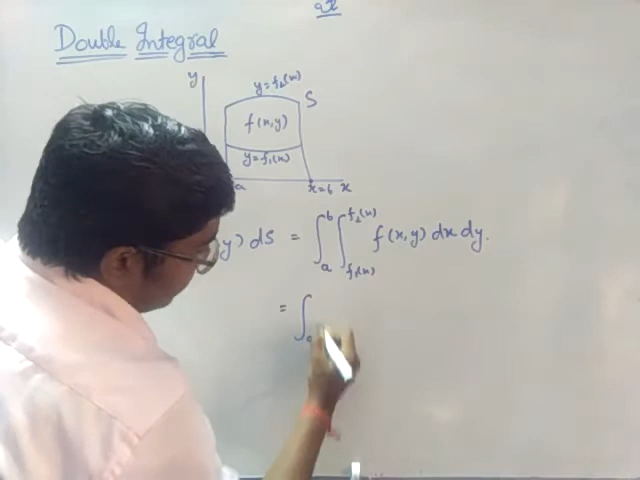 Double Integral
y
y=f₂(x)
S
f(x,y)
y=f₁(x)
a
x=b
x
y) dS = ∫ₐᵇ ∫_{f₁(x)}^{f₂(x)} f(x,y) dx dy.
= ∫ₐ